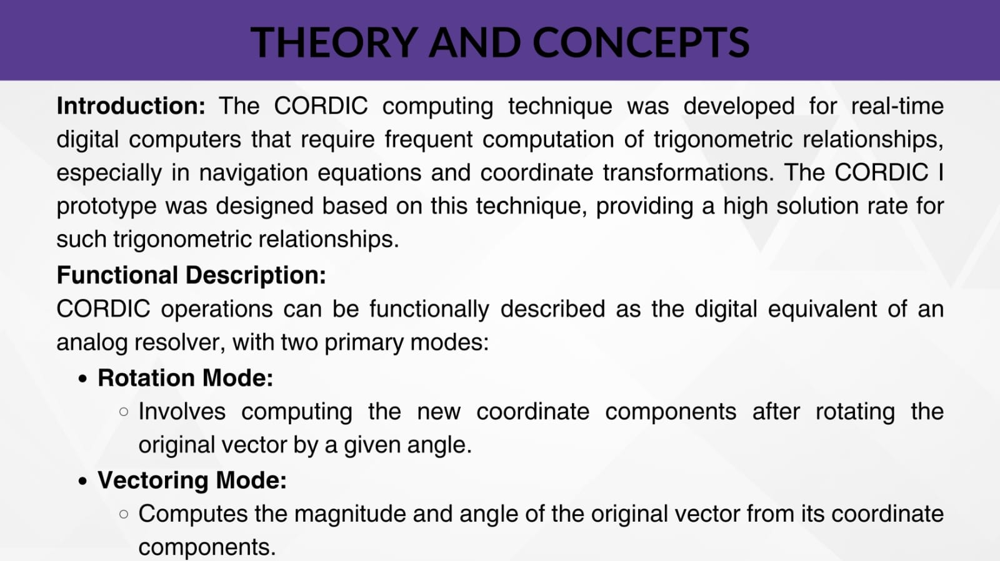 THEORY AND CONCEPTS
Introduction: The CORDIC computing technique was developed for real-time
digital computers that require frequent computation of trigonometric relationships,
especially in navigation equations and coordinate transformations. The CORDIC I
prototype was designed based on this technique, providing a high solution rate for
such trigonometric relationships.
Functional Description:
CORDIC operations can be functionally described as the digital equivalent of an
analog resolver, with two primary modes:
• Rotation Mode:
○ Involves computing the new coordinate components after rotating the
original vector by a given angle.
• Vectoring Mode:
○ Computes the magnitude and angle of the original vector from its coordinate
components.